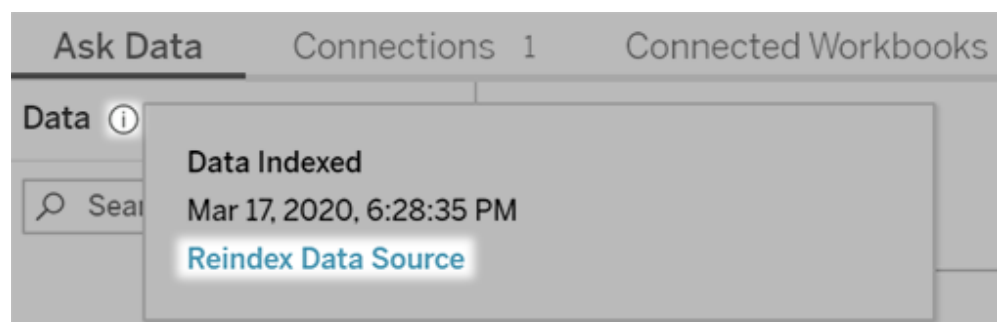 Ask Data Connections 1 Connected Workbooks
Data
Data Indexed
Mar 17, 2020, 6:28:35 PM
Reindex Data Source